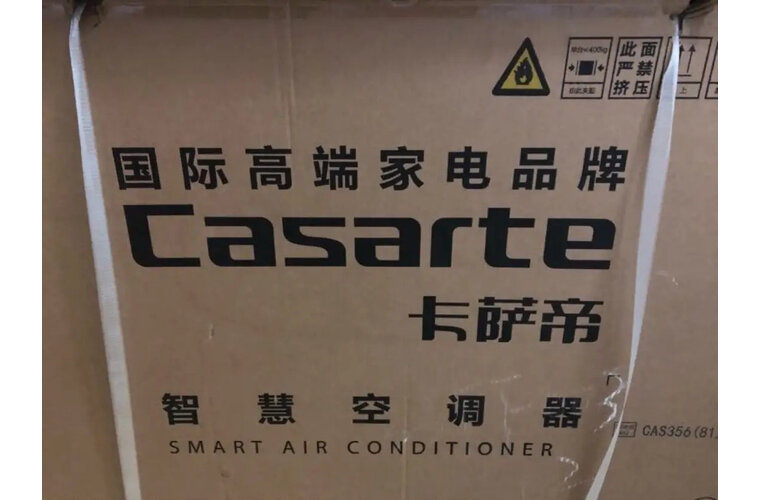 此面
严禁
挤压
国际高端家电品牌
Casarte
卡萨帝
智慧空调器
SMART AIR CONDITIONER
CAS356(81